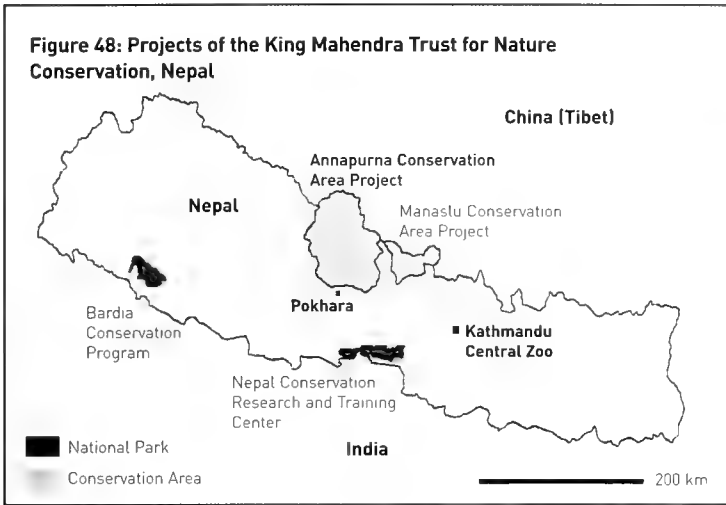 Figure 48: Projects of the King Mahendra Trust for Nature
Conservation, Nepal
China (Tibet)
Annapurna Conservation
Area Project
Nepal
Manaslu Conservation
Area Project
Pokhara
Bardia
Conservation
Program
Kathmandu
Central Zoo
Nepal Conservation
Research and Training
Center
India
National Park
Conservation Area
200 km